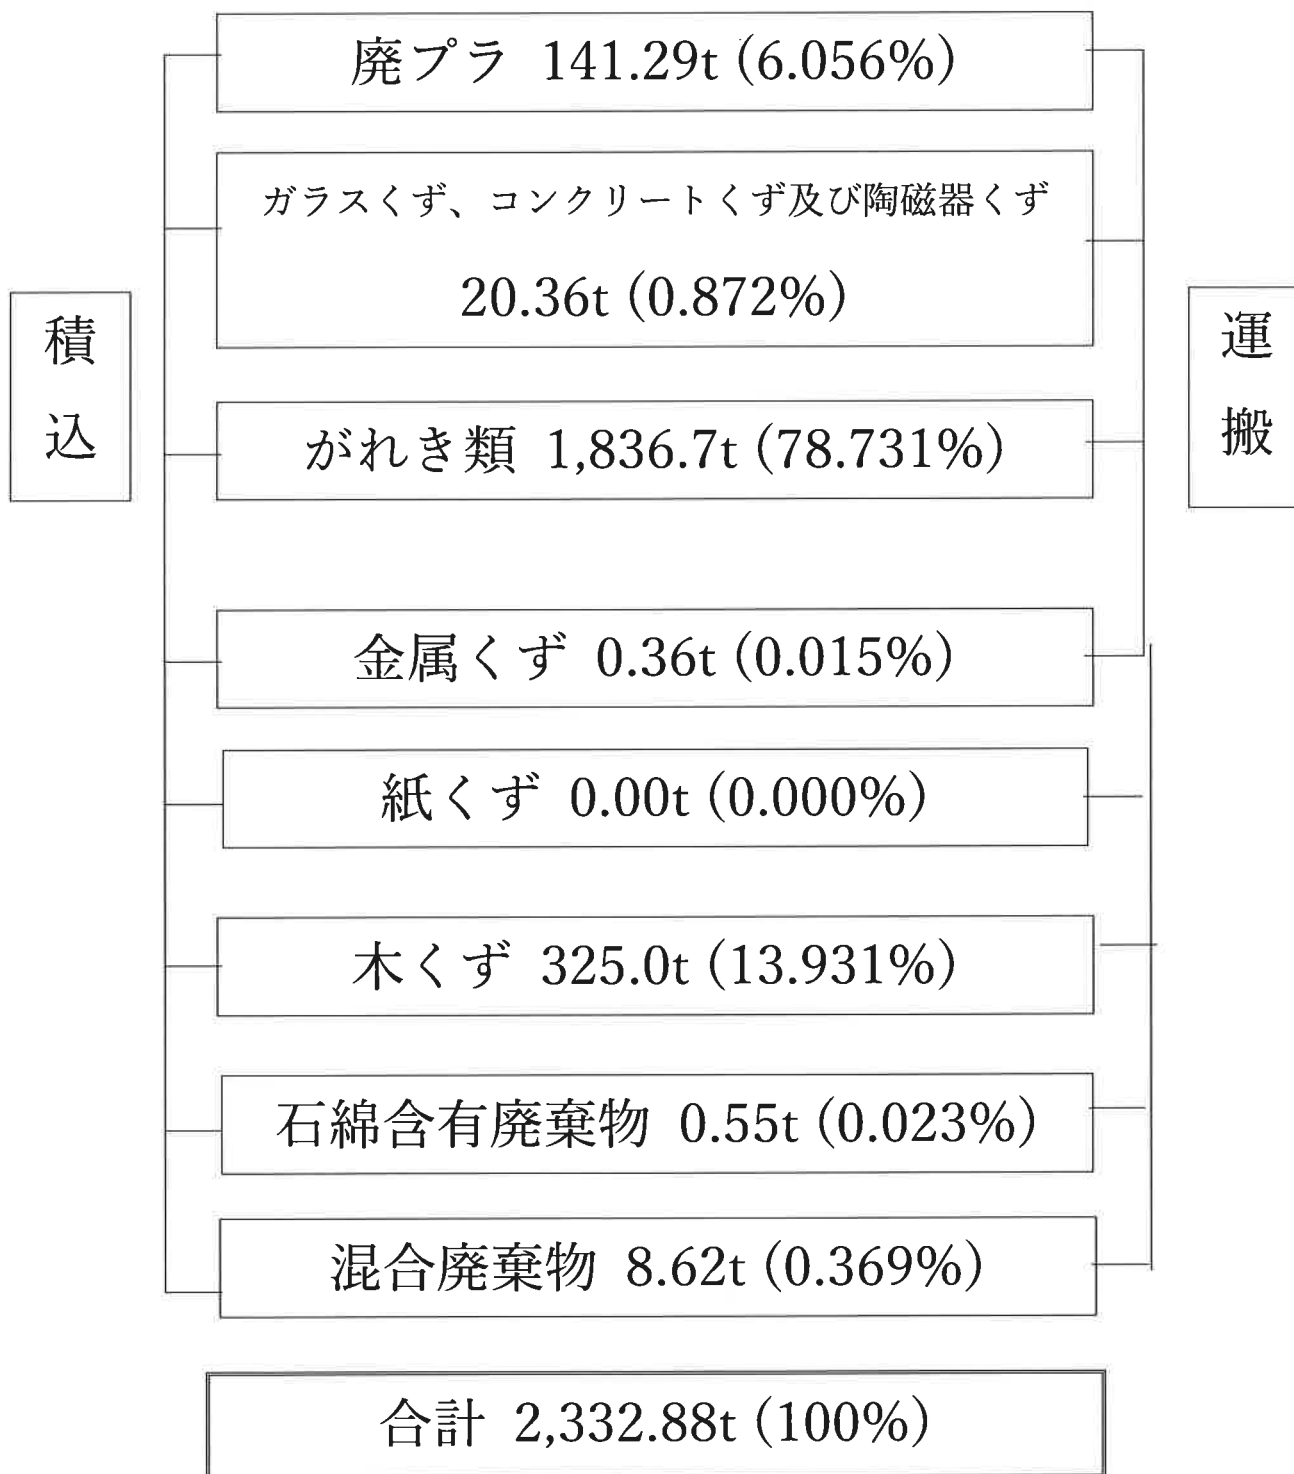 廃プラ 141.29t (6.056%)
ガラスくず、コンクリートくず及び陶磁器くず
20.36t (0.872%)
積
込
運
搬
がれき類 1,836.7t (78.731%)
金属くず 0.36t (0.015%)
紙くず 0.00t (0.000%)
木くず 325.0t (13.931%)
石綿含有廃棄物 0.55t (0.023%)
混合廃棄物 8.62t (0.369%)
合計 2,332.88t (100%)